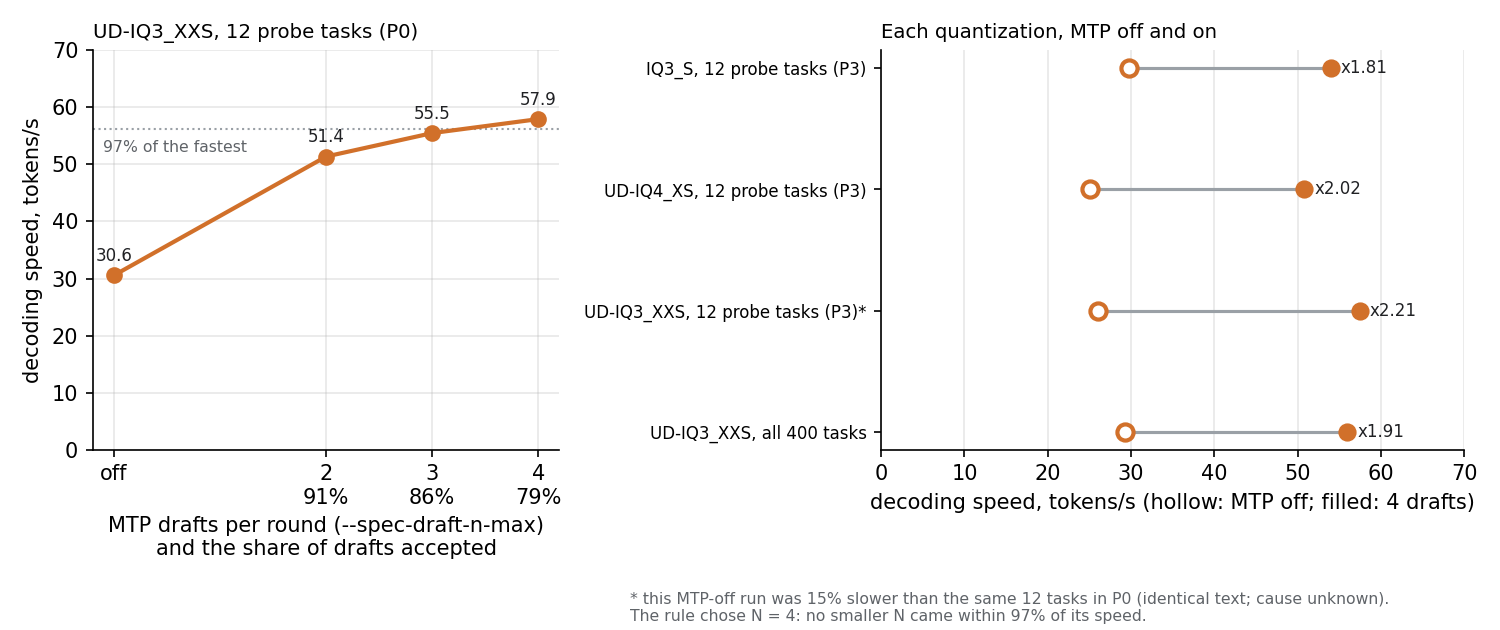 UD-IQ3_XXS, 12 probe tasks (P0)
70
60
50
40
30
20
10
0
decoding speed, tokens/s
97% of the fastest
30.6
51.4
55.5
57.9
off
2
3
4
91%
86%
79%
MTP drafts per round (--spec-draft-n-max)
and the share of drafts accepted
Each quantization, MTP off and on
IQ3_S, 12 probe tasks (P3)
x1.81
UD-IQ4_XS, 12 probe tasks (P3)
x2.02
UD-IQ3_XXS, 12 probe tasks (P3)*
x2.21
UD-IQ3_XXS, all 400 tasks
x1.91
0
10
20
30
40
50
60
70
decoding speed, tokens/s (hollow: MTP off; filled: 4 drafts)
* this MTP-off run was 15% slower than the same 12 tasks in P0 (identical text; cause unknown).
The rule chose N = 4: no smaller N came within 97% of its speed.